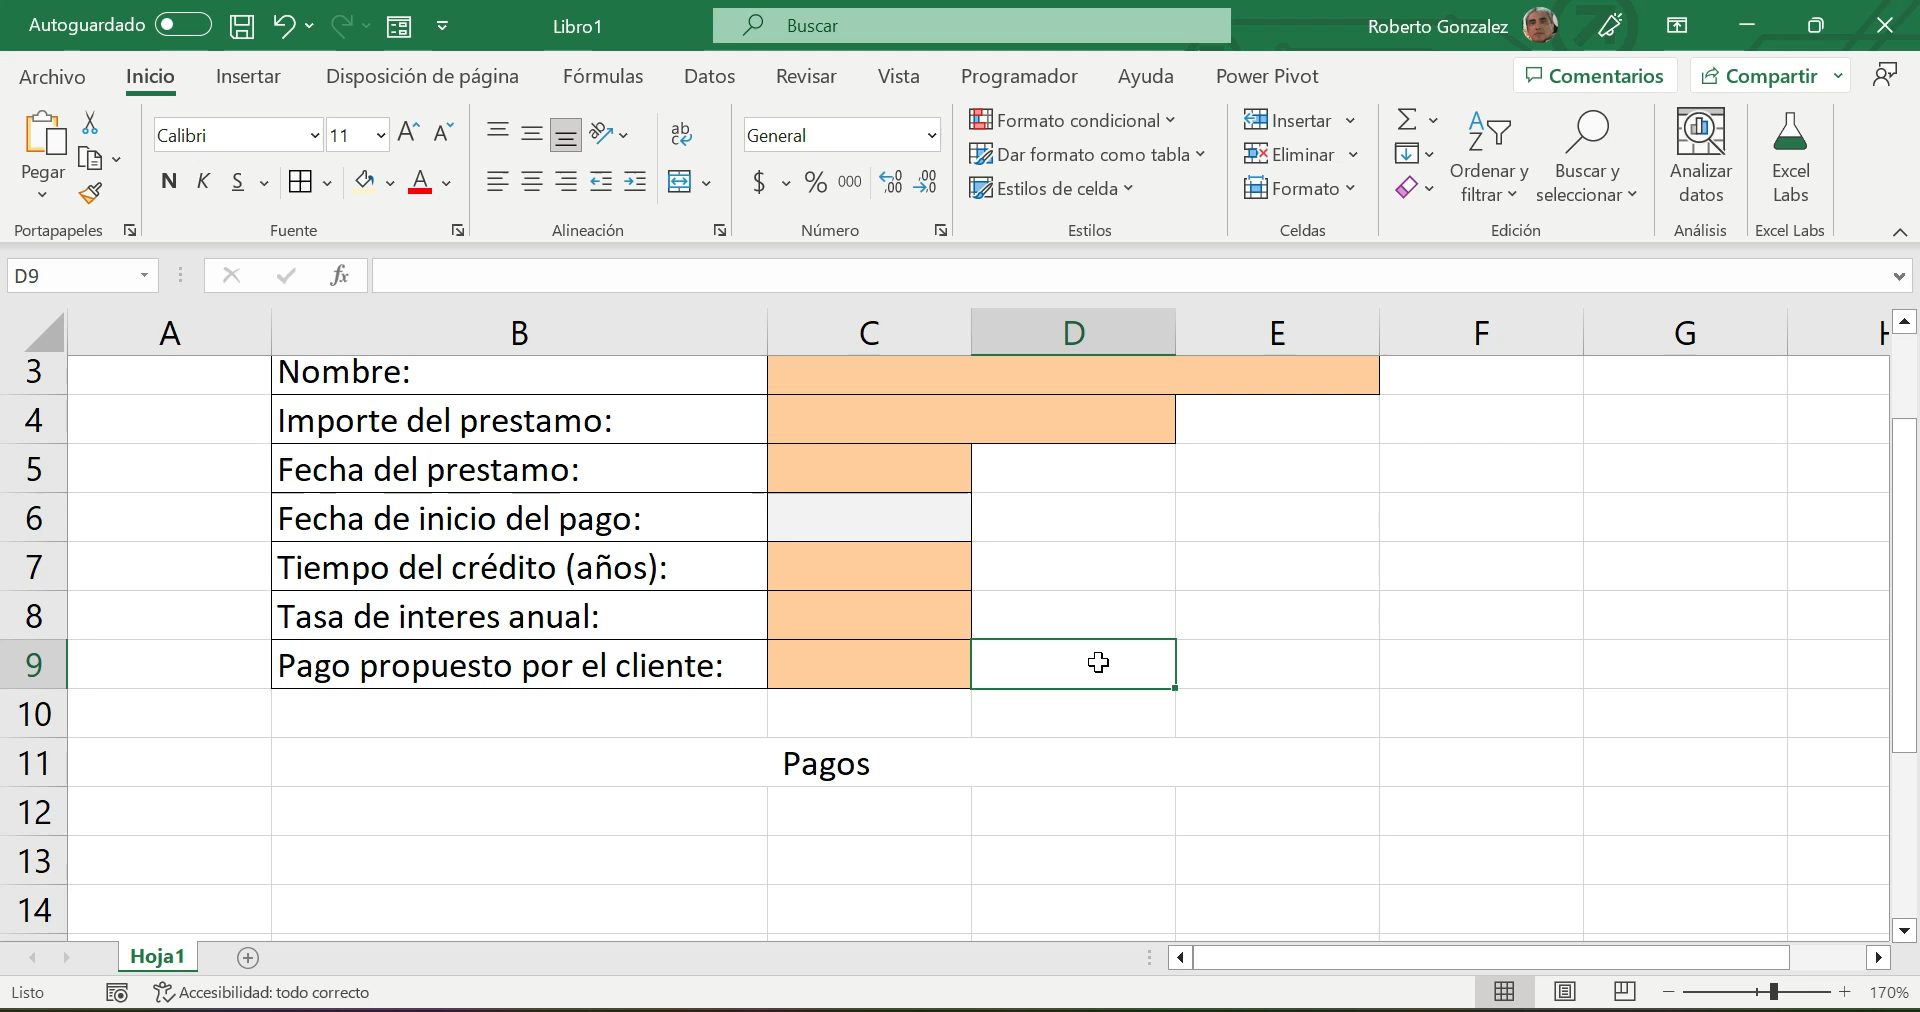 Autoguardado
Libro1
Buscar
Roberto Gonzalez
Archivo Inicio Insertar Disposición de página Fórmulas Datos Revisar Vista Programador Ayuda Power Pivot Comentarios Compartir
Pegar
Portapapeles
Calibri 11
N K S
Fuente
ab
Alineación
General
$ % 000
Número
Formato condicional
Dar formato como tabla
Estilos de celda
Estilos
Insertar
Eliminar
Formato
Celdas
Ordenar y
filtrar
Buscar y
seleccionar
Edición
Analizar
datos
Análisis
Excel
Labs
Excel Labs
D9
fx
A B C D E F G
3 Nombre:
4 Importe del prestamo:
5 Fecha del prestamo:
6 Fecha de inicio del pago:
7 Tiempo del crédito (años):
8 Tasa de interes anual:
9 Pago propuesto por el cliente:
10
11 Pagos
12
13
14
Hoja1
Listo
Accesibilidad: todo correcto
170%